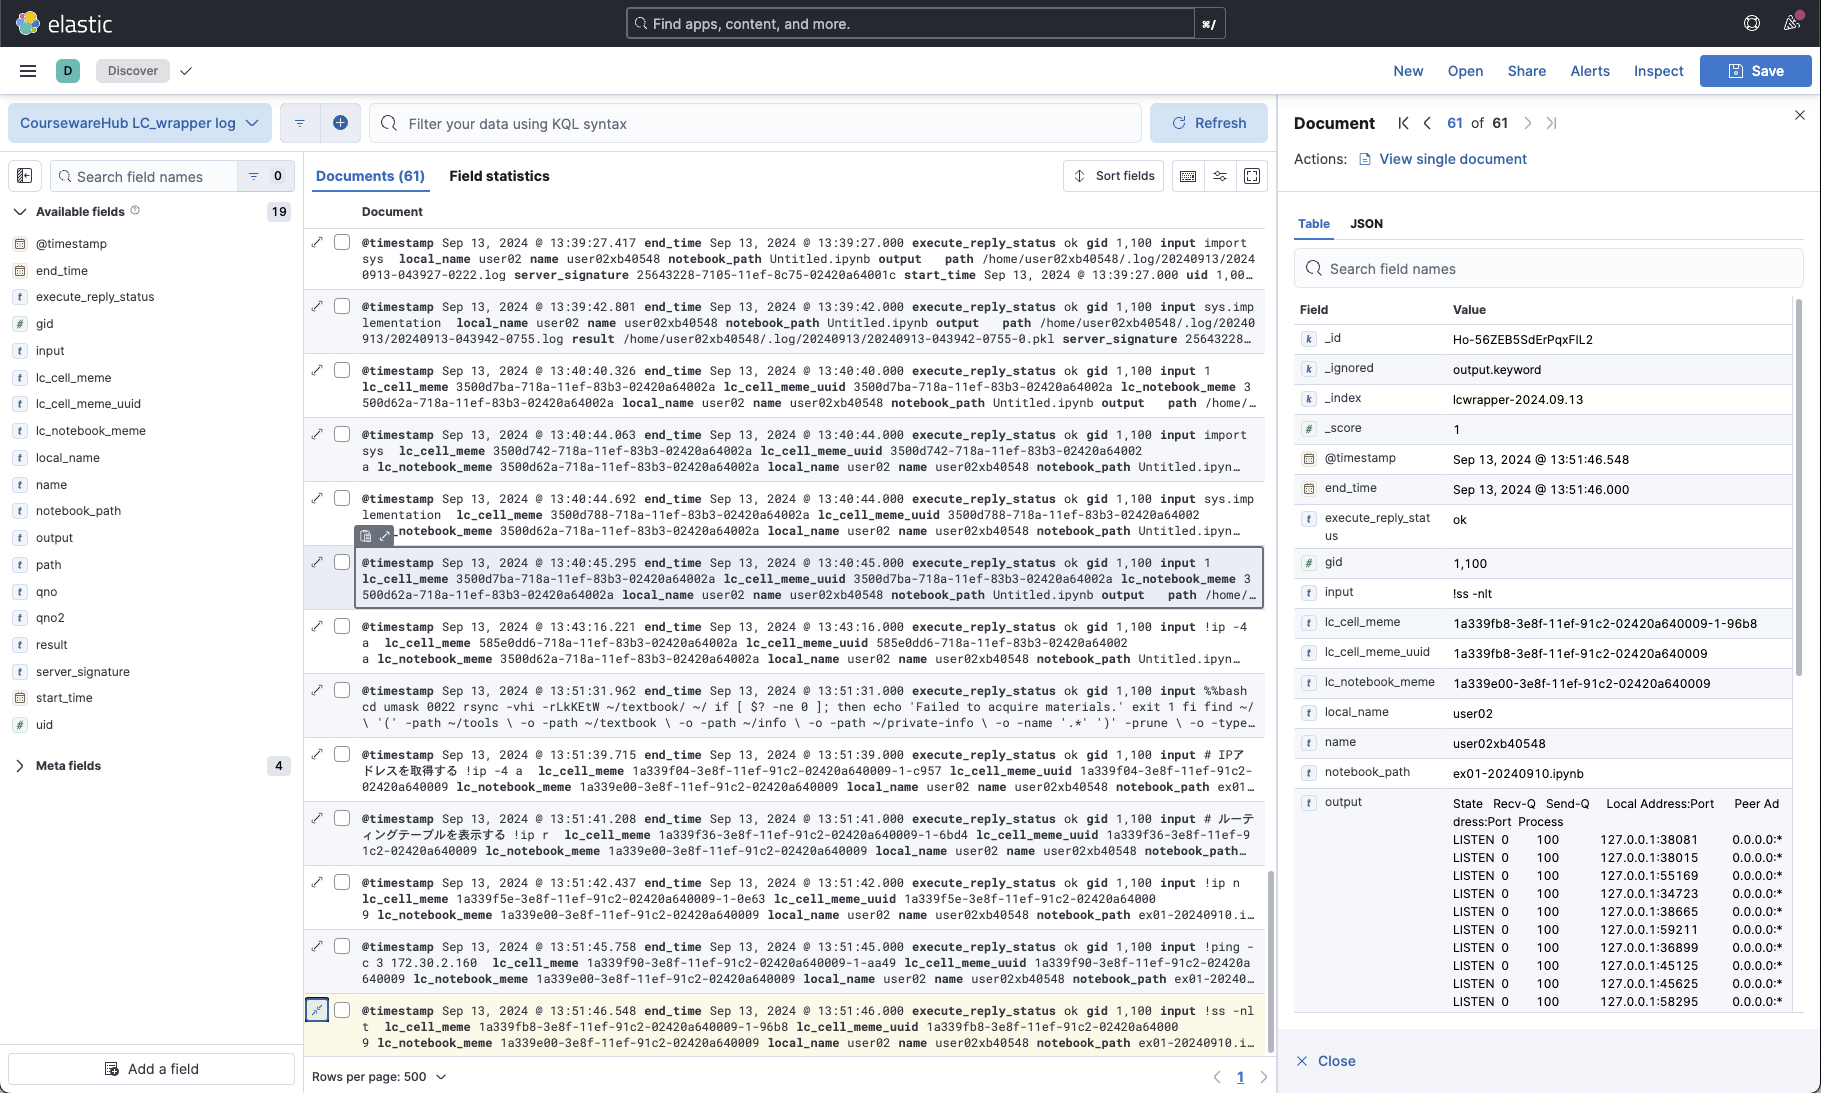 elastic
Find apps, content, and more.
⌘/
D
Discover
New
Open
Share
Alerts
Inspect
Save
CoursewareHub LC_wrapper log
Filter your data using KQL syntax
Refresh
Search field names
0
Available fields
19
@timestamp
end_time
execute_reply_status
gid
input
lc_cell_meme
lc_cell_meme_uuid
lc_notebook_meme
local_name
name
notebook_path
output
path
qno
qno2
result
server_signature
start_time
uid
Meta fields
4
Add a field
Documents (61)
Field statistics
Sort fields
Document
@timestamp Sep 13, 2024 @ 13:39:27.417 end_time Sep 13, 2024 @ 13:39:27.000 execute_reply_status ok gid 1,100 input import
sys local_name user02 name user02xb40548 notebook_path Untitled.ipynb output path /home/user02xb40548/.log/20240913/2024
0913-043927-0222.log server_signature 25643228-7105-11ef-8c75-02420a64001c start_time Sep 13, 2024 @ 13:39:27.000 uid 1,00…
@timestamp Sep 13, 2024 @ 13:39:42.801 end_time Sep 13, 2024 @ 13:39:42.000 execute_reply_status ok gid 1,100 input sys.imp
lementation local_name user02 name user02xb40548 notebook_path Untitled.ipynb output path /home/user02xb40548/.log/20240
913/20240913-043942-0755.log result /home/user02xb40548/.log/20240913/20240913-043942-0755-0.pkl server_signature 25643228…
@timestamp Sep 13, 2024 @ 13:40:40.326 end_time Sep 13, 2024 @ 13:40:40.000 execute_reply_status ok gid 1,100 input 1
lc_cell_meme 3500d7ba-718a-11ef-83b3-02420a64002a lc_cell_meme_uuid 3500d7ba-718a-11ef-83b3-02420a64002a lc_notebook_meme 3
500d62a-718a-11ef-83b3-02420a64002a local_name user02 name user02xb40548 notebook_path Untitled.ipynb output path /home/…
@timestamp Sep 13, 2024 @ 13:40:44.063 end_time Sep 13, 2024 @ 13:40:44.000 execute_reply_status ok gid 1,100 input import
sys lc_cell_meme 3500d742-718a-11ef-83b3-02420a64002a lc_cell_meme_uuid 3500d742-718a-11ef-83b3-02420a64002
a lc_notebook_meme 3500d62a-718a-11ef-83b3-02420a64002a local_name user02 name user02xb40548 notebook_path Untitled.ipyn…
@timestamp Sep 13, 2024 @ 13:40:44.692 end_time Sep 13, 2024 @ 13:40:44.000 execute_reply_status ok gid 1,100 input sys.imp
lementation lc_cell_meme 3500d788-718a-11ef-83b3-02420a64002a lc_cell_meme_uuid 3500d788-718a-11ef-83b3-02420a64002
_notebook_meme 3500d62a-718a-11ef-83b3-02420a64002a local_name user02 name user02xb40548 notebook_path Untitled.ipyn…
@timestamp Sep 13, 2024 @ 13:40:45.295 end_time Sep 13, 2024 @ 13:40:45.000 execute_reply_status ok gid 1,100 input 1
lc_cell_meme 3500d7ba-718a-11ef-83b3-02420a64002a lc_cell_meme_uuid 3500d7ba-718a-11ef-83b3-02420a64002a lc_notebook_meme 3
500d62a-718a-11ef-83b3-02420a64002a local_name user02 name user02xb40548 notebook_path Untitled.ipynb output path /home/…
@timestamp Sep 13, 2024 @ 13:43:16.221 end_time Sep 13, 2024 @ 13:43:16.000 execute_reply_status ok gid 1,100 input !ip -4
a lc_cell_meme 585e0dd6-718a-11ef-83b3-02420a64002a lc_cell_meme_uuid 585e0dd6-718a-11ef-83b3-02420a64002
a lc_notebook_meme 3500d62a-718a-11ef-83b3-02420a64002a local_name user02 name user02xb40548 notebook_path Untitled.ipyn…
@timestamp Sep 13, 2024 @ 13:51:31.962 end_time Sep 13, 2024 @ 13:51:31.000 execute_reply_status ok gid 1,100 input %%bash
cd umask 0022 rsync -vhi -rLkKEtW ~/textbook/ ~/ if [ $? -ne 0 ]; then echo 'Failed to acquire materials.' exit 1 fi find ~/
\ '(' -path ~/tools \ -o -path ~/textbook \ -o -path ~/info \ -o -path ~/private-info \ -o -name '.*' ')' -prune \ -o -type…
@timestamp Sep 13, 2024 @ 13:51:39.715 end_time Sep 13, 2024 @ 13:51:39.000 execute_reply_status ok gid 1,100 input # IPア
ドレスを取得する !ip -4 a lc_cell_meme 1a339f04-3e8f-11ef-91c2-02420a640009-1-c957 lc_cell_meme_uuid 1a339f04-3e8f-11ef-91c2-
02420a640009 lc_notebook_meme 1a339e00-3e8f-11ef-91c2-02420a640009 local_name user02 name user02xb40548 notebook_path ex01…
@timestamp Sep 13, 2024 @ 13:51:41.208 end_time Sep 13, 2024 @ 13:51:41.000 execute_reply_status ok gid 1,100 input # ルーテ
ィングテーブルを表示する !ip r lc_cell_meme 1a339f36-3e8f-11ef-91c2-02420a640009-1-6bd4 lc_cell_meme_uuid 1a339f36-3e8f-11ef-9
1c2-02420a640009 lc_notebook_meme 1a339e00-3e8f-11ef-91c2-02420a640009 local_name user02 name user02xb40548 notebook_path…
@timestamp Sep 13, 2024 @ 13:51:42.437 end_time Sep 13, 2024 @ 13:51:42.000 execute_reply_status ok gid 1,100 input !ip n
lc_cell_meme 1a339f5e-3e8f-11ef-91c2-02420a640009-1-0e63 lc_cell_meme_uuid 1a339f5e-3e8f-11ef-91c2-02420a64000
9 lc_notebook_meme 1a339e00-3e8f-11ef-91c2-02420a640009 local_name user02 name user02xb40548 notebook_path ex01-20240910.i…
@timestamp Sep 13, 2024 @ 13:51:45.758 end_time Sep 13, 2024 @ 13:51:45.000 execute_reply_status ok gid 1,100 input !ping -
c 3 172.30.2.160 lc_cell_meme 1a339f90-3e8f-11ef-91c2-02420a640009-1-aa49 lc_cell_meme_uuid 1a339f90-3e8f-11ef-91c2-02420a
640009 lc_notebook_meme 1a339e00-3e8f-11ef-91c2-02420a640009 local_name user02 name user02xb40548 notebook_path ex01-20240…
@timestamp Sep 13, 2024 @ 13:51:46.548 end_time Sep 13, 2024 @ 13:51:46.000 execute_reply_status ok gid 1,100 input !ss -nl
t lc_cell_meme 1a339fb8-3e8f-11ef-91c2-02420a640009-1-96b8 lc_cell_meme_uuid 1a339fb8-3e8f-11ef-91c2-02420a64000
9 lc_notebook_meme 1a339e00-3e8f-11ef-91c2-02420a640009 local_name user02 name user02xb40548 notebook_path ex01-20240910.i…
Rows per page: 500
1
Document
61 of 61
Actions: View single document
Table
JSON
Search field names
Field Value
_id Ho-56ZEB5SdErPqxFlL2
_ignored output.keyword
_index lcwrapper-2024.09.13
_score 1
@timestamp Sep 13, 2024 @ 13:51:46.548
end_time Sep 13, 2024 @ 13:51:46.000
execute_reply_stat ok
us
gid 1,100
input !ss -nlt
lc_cell_meme 1a339fb8-3e8f-11ef-91c2-02420a640009-1-96b8
lc_cell_meme_uuid 1a339fb8-3e8f-11ef-91c2-02420a640009
lc_notebook_meme 1a339e00-3e8f-11ef-91c2-02420a640009
local_name user02
name user02xb40548
notebook_path ex01-20240910.ipynb
output State Recv-Q Send-Q Local Address:Port Peer Ad
dress:Port Process
LISTEN 0 100 127.0.0.1:38081 0.0.0.0:*
LISTEN 0 100 127.0.0.1:38015 0.0.0.0:*
LISTEN 0 100 127.0.0.1:55169 0.0.0.0:*
LISTEN 0 100 127.0.0.1:34723 0.0.0.0:*
LISTEN 0 100 127.0.0.1:38665 0.0.0.0:*
LISTEN 0 100 127.0.0.1:59211 0.0.0.0:*
LISTEN 0 100 127.0.0.1:36899 0.0.0.0:*
LISTEN 0 100 127.0.0.1:45125 0.0.0.0:*
LISTEN 0 100 127.0.0.1:45625 0.0.0.0:*
LISTEN 0 100 127.0.0.1:58295 0.0.0.0:*
Close